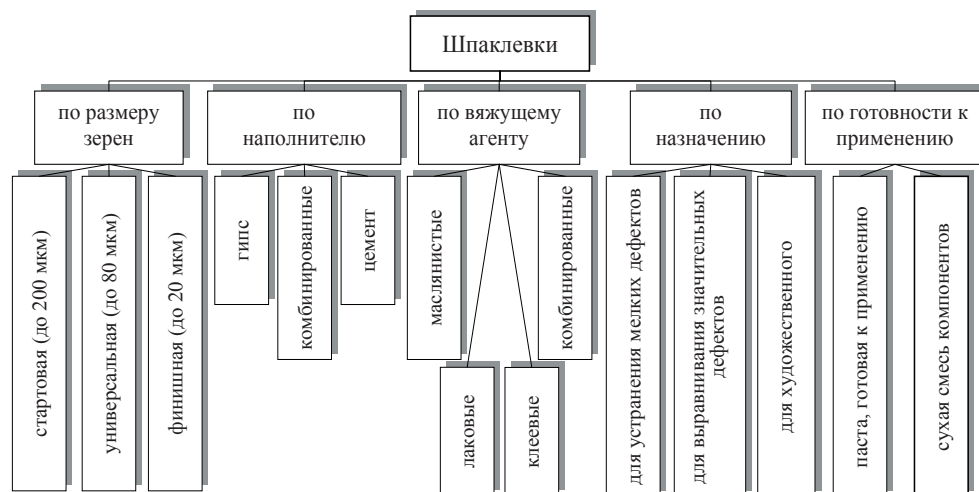 Шпаклевки
по размеру
зерен
по
наполнителю
по вяжущему
агенту
по
назначению
по готовности к
применению
стартовая (до 200 мкм)
универсальная (до 80 мкм)
финишная (до 20 мкм)
гипс
комбинированные
цемент
маслянистые
лаковые
клеевые
комбинированные
для устранения мелких дефектов
для выравнивания значительных
дефектов
для художественного
паста, готовая к применению
сухая смесь компонентов